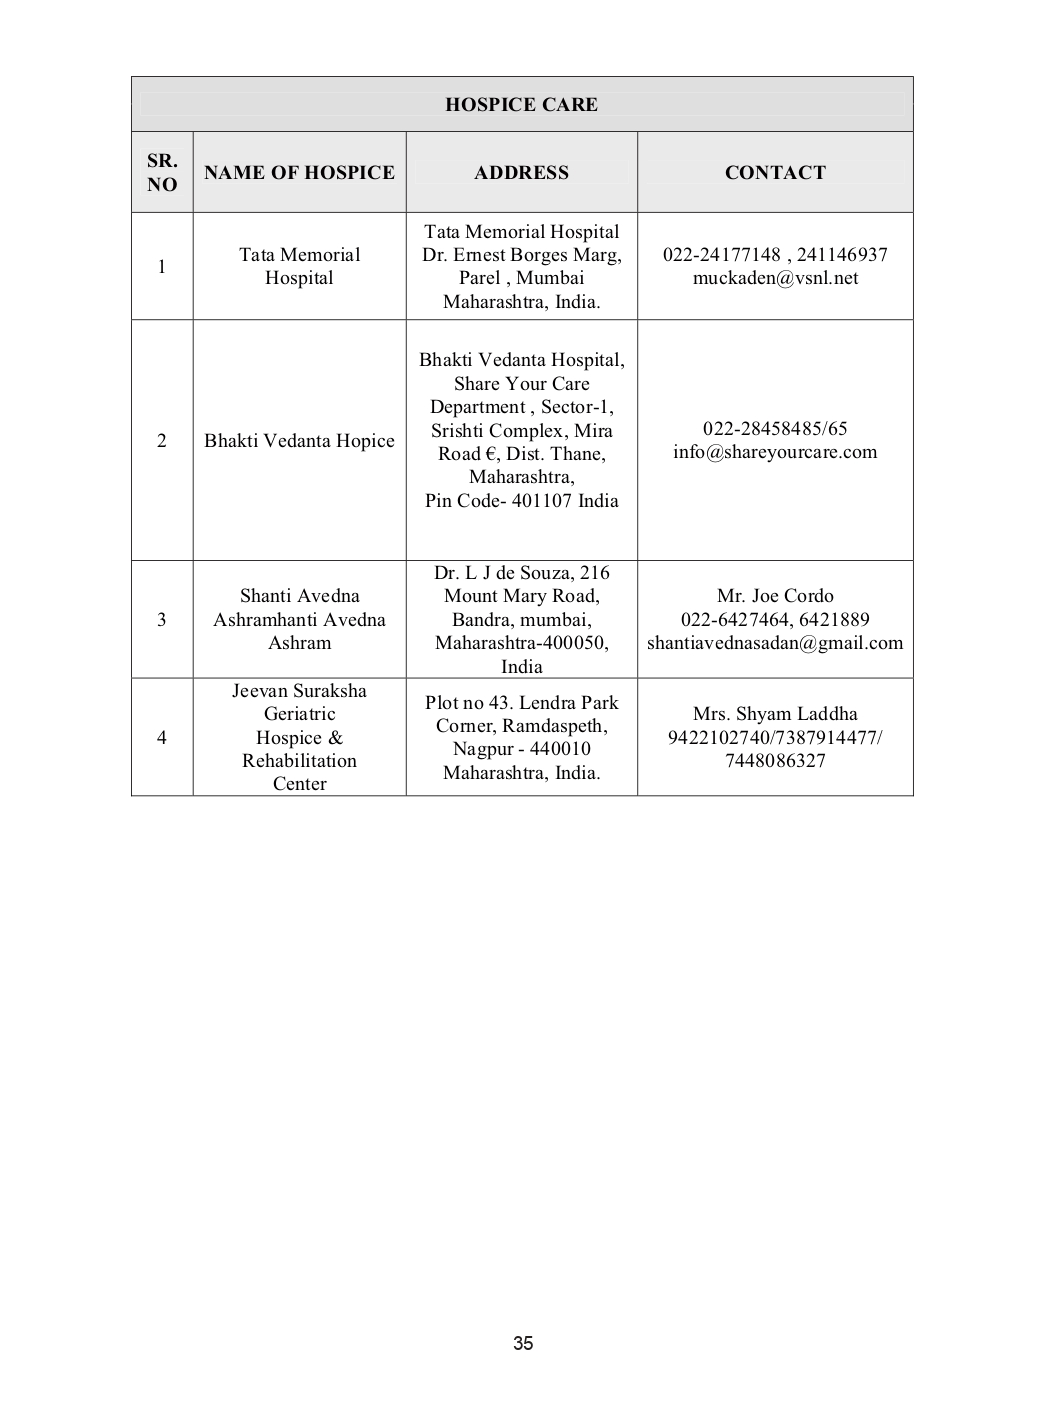 HOSPICE CARE
SR.
NO
NAME OF HOSPICE
ADDRESS
CONTACT
1
Tata Memorial
Hospital
Tata Memorial Hospital
Dr. Ernest Borges Marg,
Parel , Mumbai
Maharashtra, India.
022-24177148 , 241146937
muckaden@vsnl.net
2
Bhakti Vedanta Hopice
Bhakti Vedanta Hospital,
Share Your Care
Department , Sector-1,
Srishti Complex, Mira
Road €, Dist. Thane,
Maharashtra,
Pin Code- 401107 India
022-28458485/65
info@shareyourcare.com
3
Shanti Avedna
Ashramhanti Avedna
Ashram
Dr. L J de Souza, 216
Mount Mary Road,
Bandra, mumbai,
Maharashtra-400050,
India
Mr. Joe Cordo
022-6427464, 6421889
shantiavednasadan@gmail.com
4
Jeevan Suraksha
Geriatric
Hospice &
Rehabilitation
Center
Plot no 43. Lendra Park
Corner, Ramdaspeth,
Nagpur - 440010
Maharashtra, India.
Mrs. Shyam Laddha
9422102740/7387914477/
7448086327
35